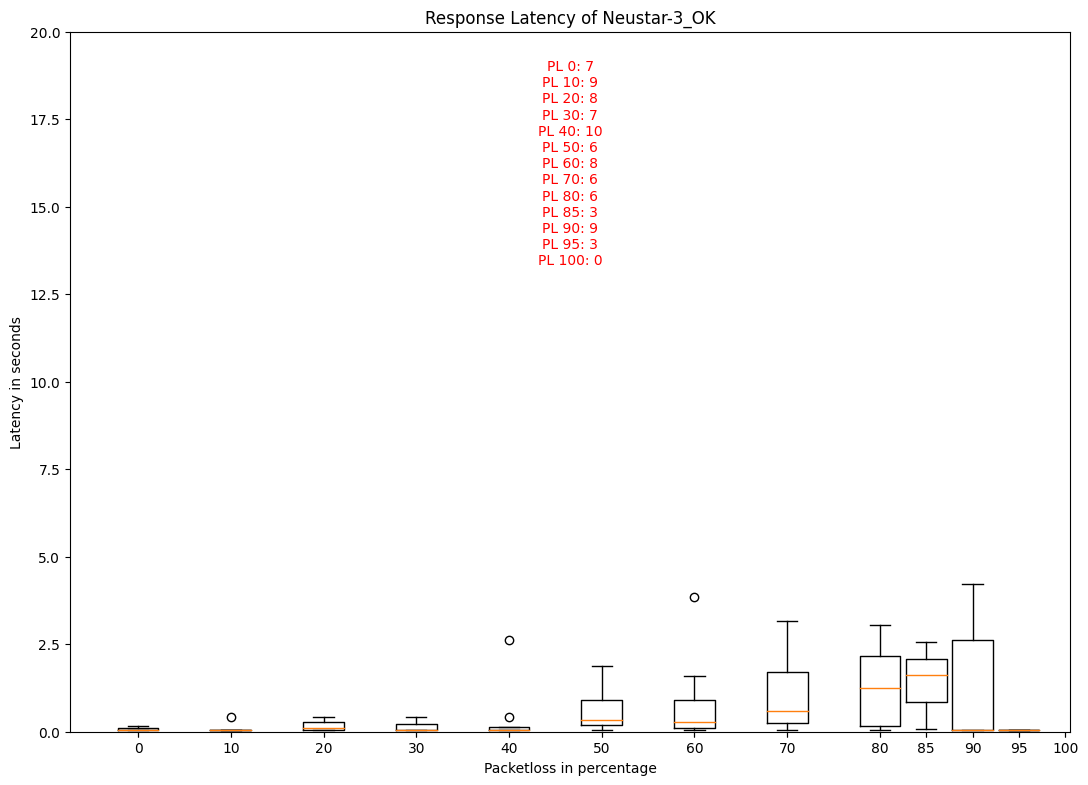 Response Latency of Neustar-3_OK
PL 0: 7
PL 10: 9
PL 20: 8
PL 30: 7
PL 40: 10
PL 50: 6
PL 60: 8
PL 70: 6
PL 80: 6
PL 85: 3
PL 90: 9
PL 95: 3
PL 100: 0
20.0
17.5
15.0
12.5
10.0
7.5
5.0
2.5
0.0
Latency in seconds
0 10 20 30 40 50 60 70 80 85 90 95 100
Packetloss in percentage